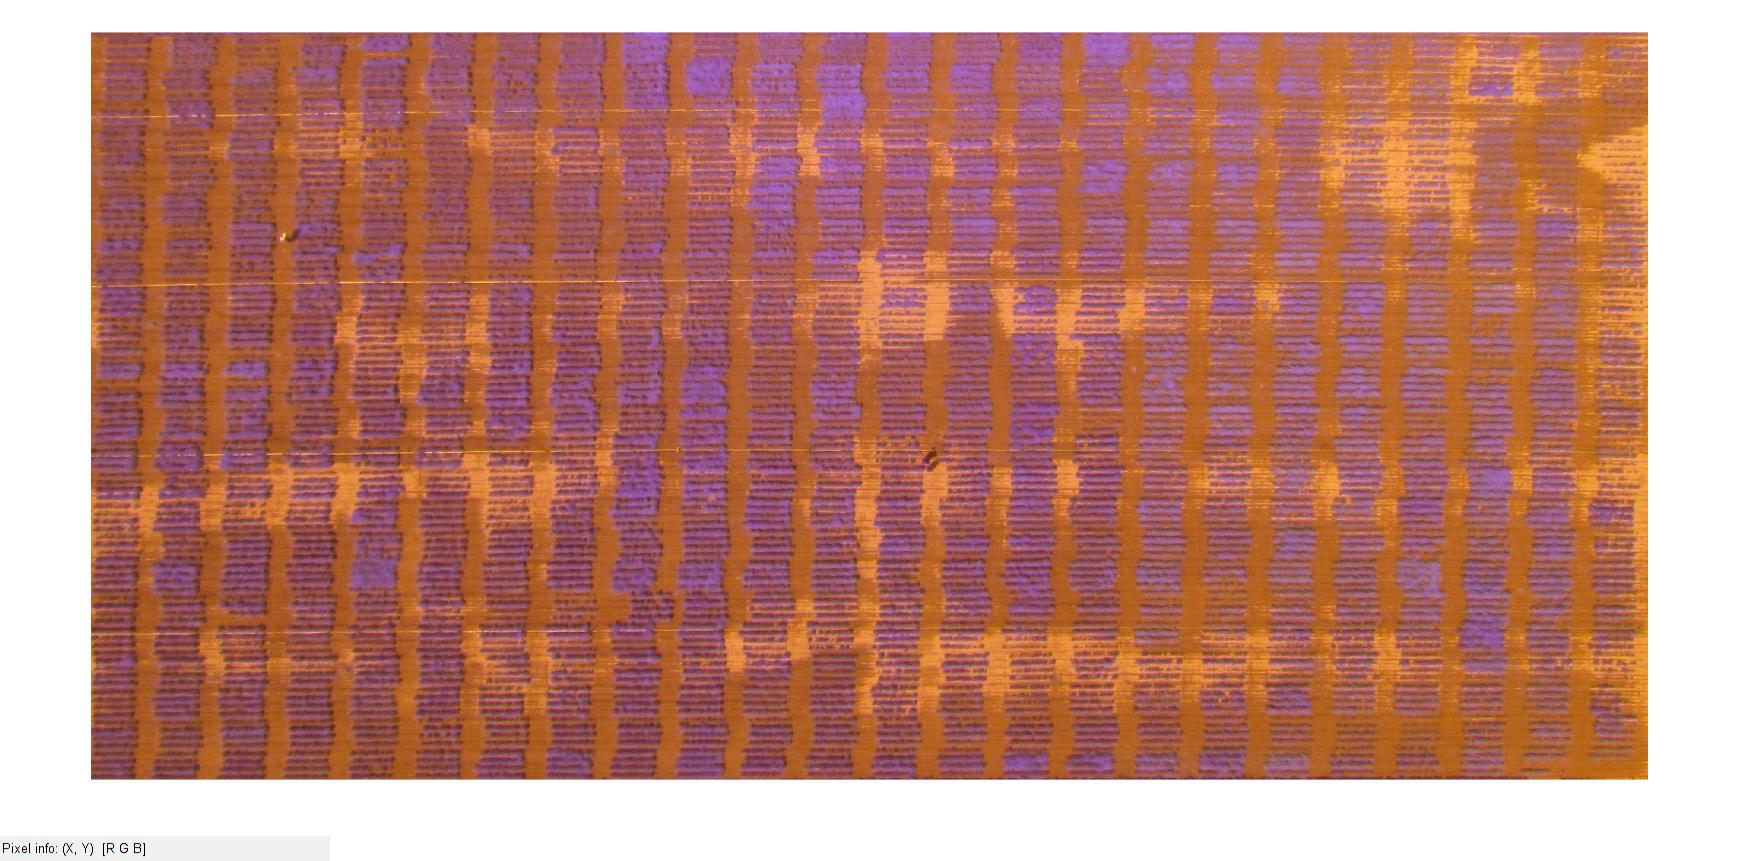 Pixel info: (X, Y)  [R G B]